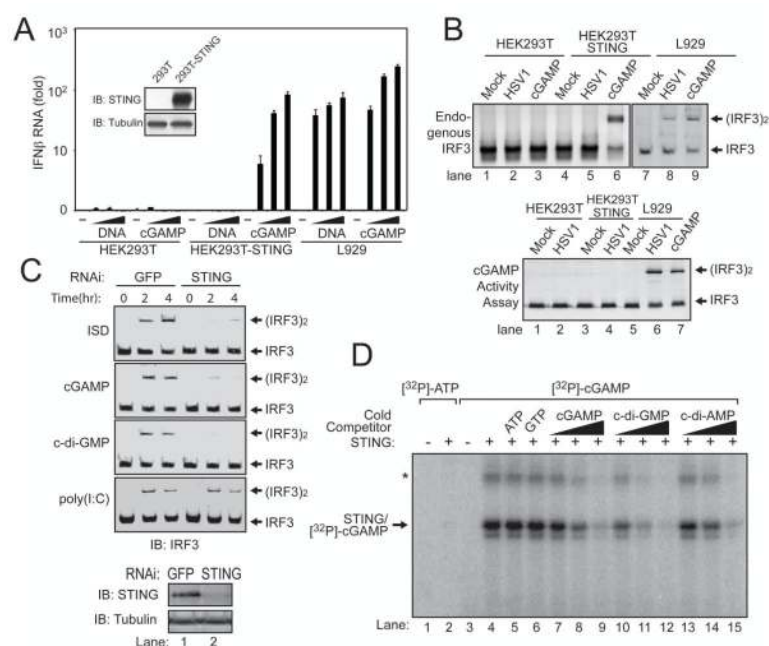 A
IFNβ RNA (fold)
10³
10²
10
0
293T
293T-STING
IB: STING
IB: Tubulin
– – – – – –
DNA cGAMP DNA cGAMP DNA cGAMP
HEK293T HEK293T-STING L929
B
HEK293T HEK293T STING L929
Mock HSV1 cGAMP Mock HSV1 cGAMP Mock HSV1 cGAMP
Endo-
genous
IRF3
(IRF3)2
IRF3
lane 1 2 3 4 5 6 7 8 9
HEK293T HEK293T STING L929
Mock HSV1 Mock HSV1 Mock HSV1 cGAMP
cGAMP
Activity
Assay
(IRF3)2
IRF3
lane 1 2 3 4 5 6 7
C
RNAi: GFP STING
Time(hr): 0 2 4 0 2 4
ISD (IRF3)2
IRF3
cGAMP (IRF3)2
IRF3
c-di-GMP (IRF3)2
IRF3
poly(I:C) (IRF3)2
IRF3
IB: IRF3
RNAi: GFP STING
IB: STING
IB: Tubulin
Lane: 1 2
D
[³²P]-ATP [³²P]-cGAMP
Cold
Competitor
ATP GTP cGAMP c-di-GMP c-di-AMP
STING: - + - + + + + + + + + + + + +
*
STING/
[³²P]-cGAMP
Lane: 1 2 3 4 5 6 7 8 9 10 11 12 13 14 15